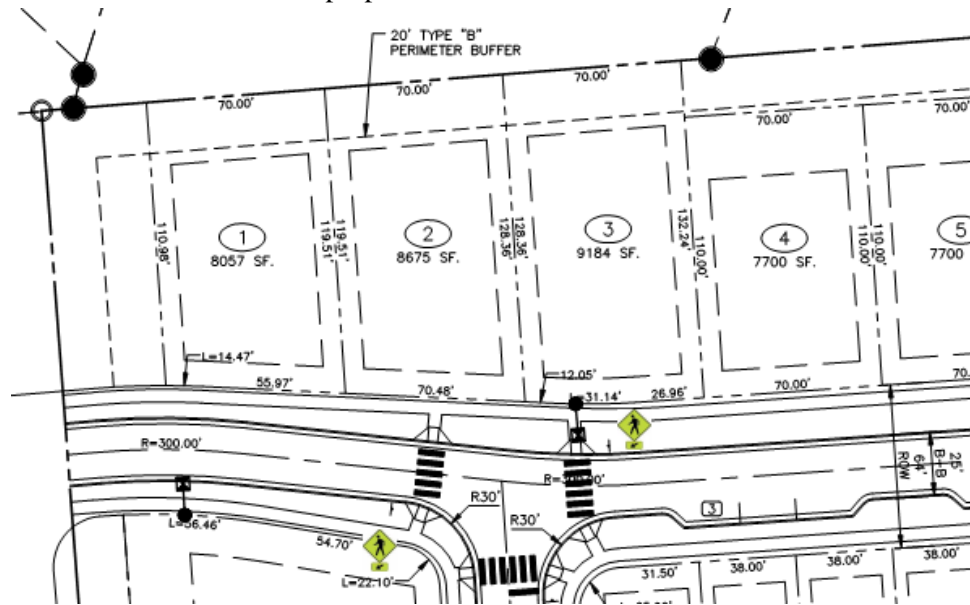 20' TYPE "B"
PERIMETER BUFFER
70.00'
70.00'
70.00'
70.00'
70.00'
110.98'
1
8057 SF.
119.51'
119.51'
2
8675 SF.
128.36'
128.36'
3
9184 SF.
132.24'
110.00'
4
7700 SF.
110.00'
110.00'
5
7700
L=14.47'
55.97'
70.48'
12.05'
L=31.14'
26.96'
70.00'
70.
R=300.00'
R=300.00'
25'
B-B
64'
ROW
R30'
R30'
3
L=56.46'
54.70'
L=22.10'
31.50'
38.00'
38.00'
38.00'